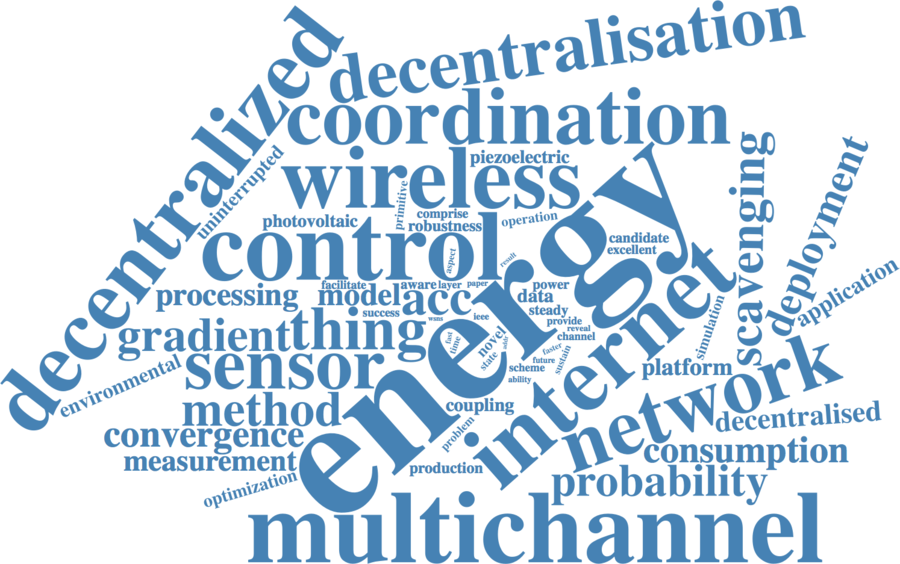 decentralisation
decentralized
coordination
uninterrupted
wireless
piezoelectric
primitive
comprise
operation
photovoltaic
robustness
control
energy
scavenging
deployment
candidate
excellent
aspect
result
facilitate
aware
layer
paper
power
processing
model
acc
data
application
success
wsns
ieee
steady
provide
reveal
channel
simulation
gradient
thing
fast
time
novel
state
faster
future
sustain
scheme
ability
internet
platform
environmental
sensor
network
method
coupling
decentralised
convergence
problem
consumption
measurement
production
probability
optimization
multichannel